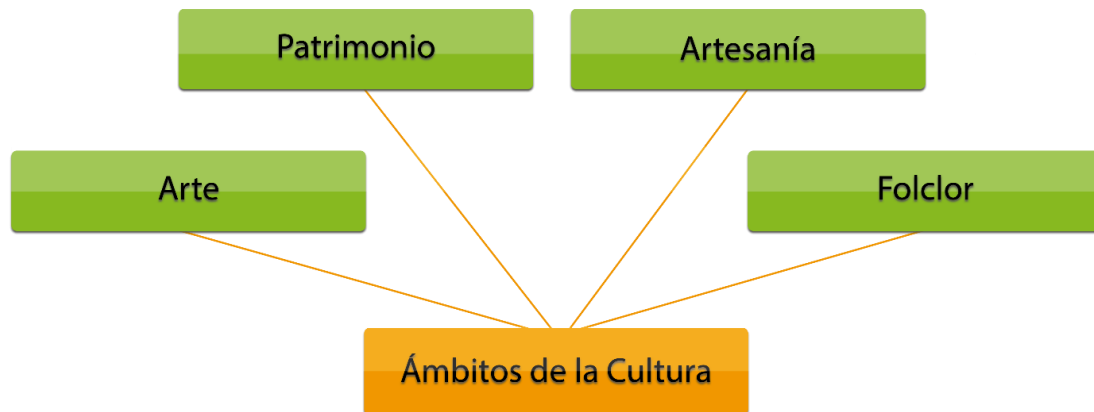 Patrimonio
Artesanía
Arte
Folclor
Ámbitos de la Cultura